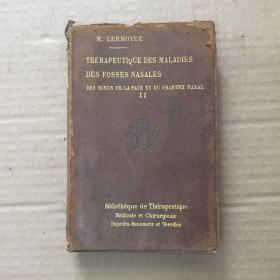 M. LERMOYEZ
THÉRAPEUTIQUE DES MALADIES
DES FOSSES NASALES
DES SINUS DE LA FACE ET DU PHARYNX NASAL
II
Bibliothèque de Thérapeutique
Médicale et Chirurgicale
Dujardin-Beaumetz et Terrillon